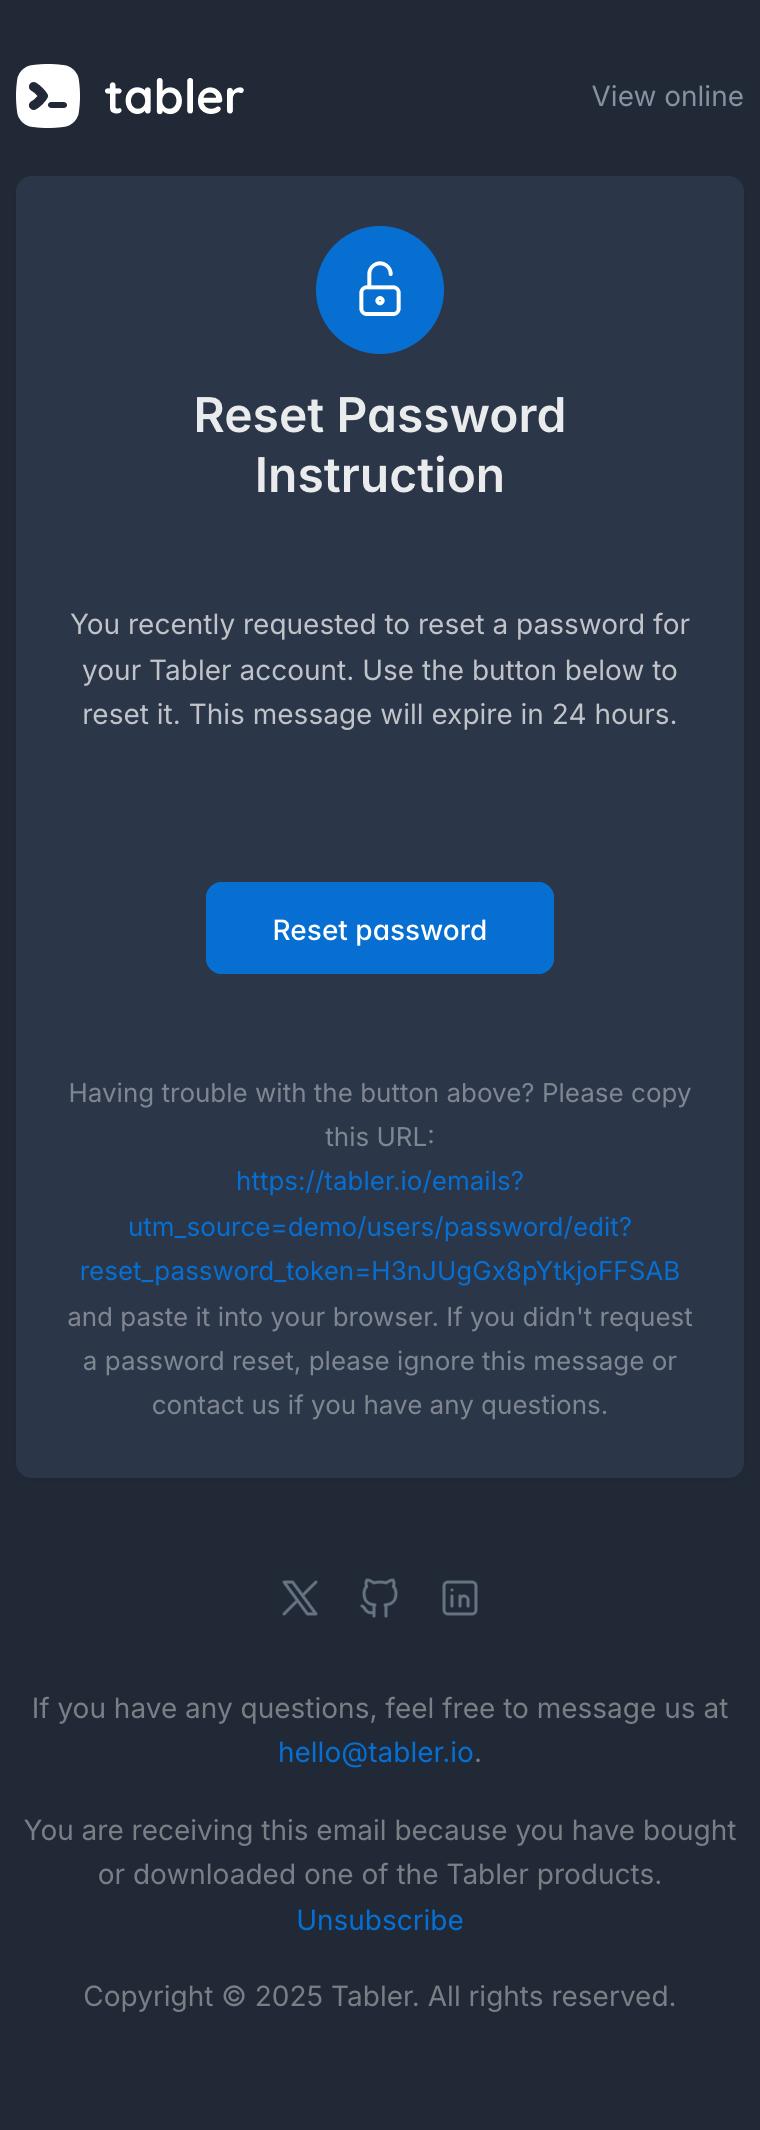 tabler
View online
Reset Password
Instruction
You recently requested to reset a password for
your Tabler account. Use the button below to
reset it. This message will expire in 24 hours.
Reset password
Having trouble with the button above? Please copy
this URL:
https://tabler.io/emails?
utm_source=demo/users/password/edit?
reset_password_token=H3nJUgGx8pYtkjoFFSAB
and paste it into your browser. If you didn't request
a password reset, please ignore this message or
contact us if you have any questions.
If you have any questions, feel free to message us at
hello@tabler.io.
You are receiving this email because you have bought
or downloaded one of the Tabler products.
Unsubscribe
Copyright © 2025 Tabler. All rights reserved.